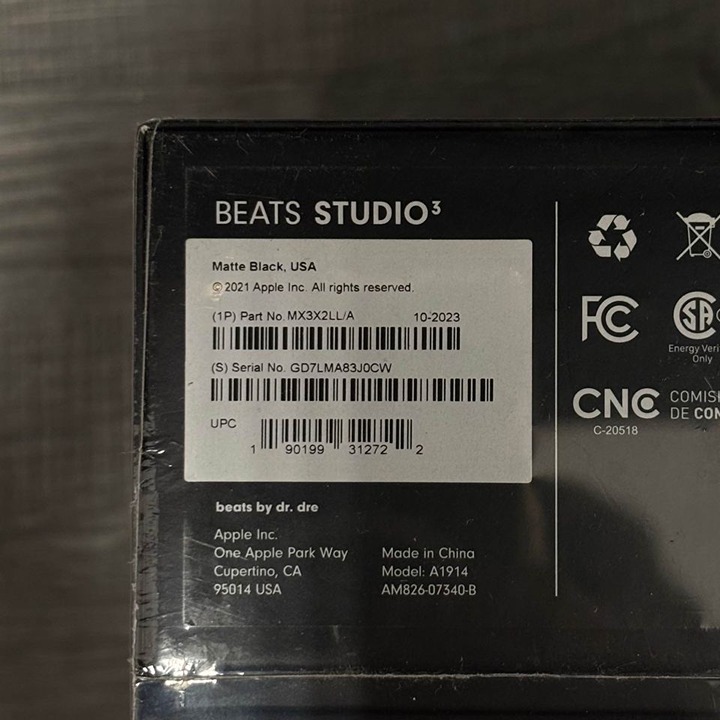 BEATS STUDIO³
Matte Black, USA
© 2021 Apple Inc. All rights reserved.
(1P) Part No. MX3X2LL/A 10-2023
(S) Serial No. GD7LMA83J0CW
UPC
1 90199 31272 2
beats by dr. dre
Apple Inc.
One Apple Park Way
Cupertino, CA
95014 USA
Made in China
Model: A1914
AM826-07340-B
FC
SA
Energy Veri
Only
CNC
C-20518
COMIS
DE CON